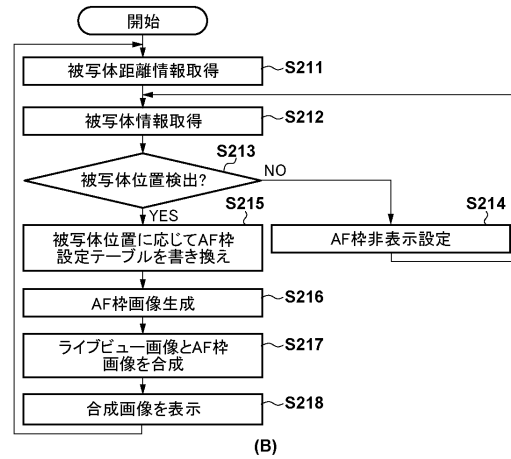 開始
被写体距離情報取得
S211
被写体情報取得
S212
S213
被写体位置検出?
NO
YES
S215
被写体位置に応じてAF枠
設定テーブルを書き換え
S214
AF枠非表示設定
AF枠画像生成
S216
ライブビュー画像とAF枠
画像を合成
S217
合成画像を表示
S218
(B)